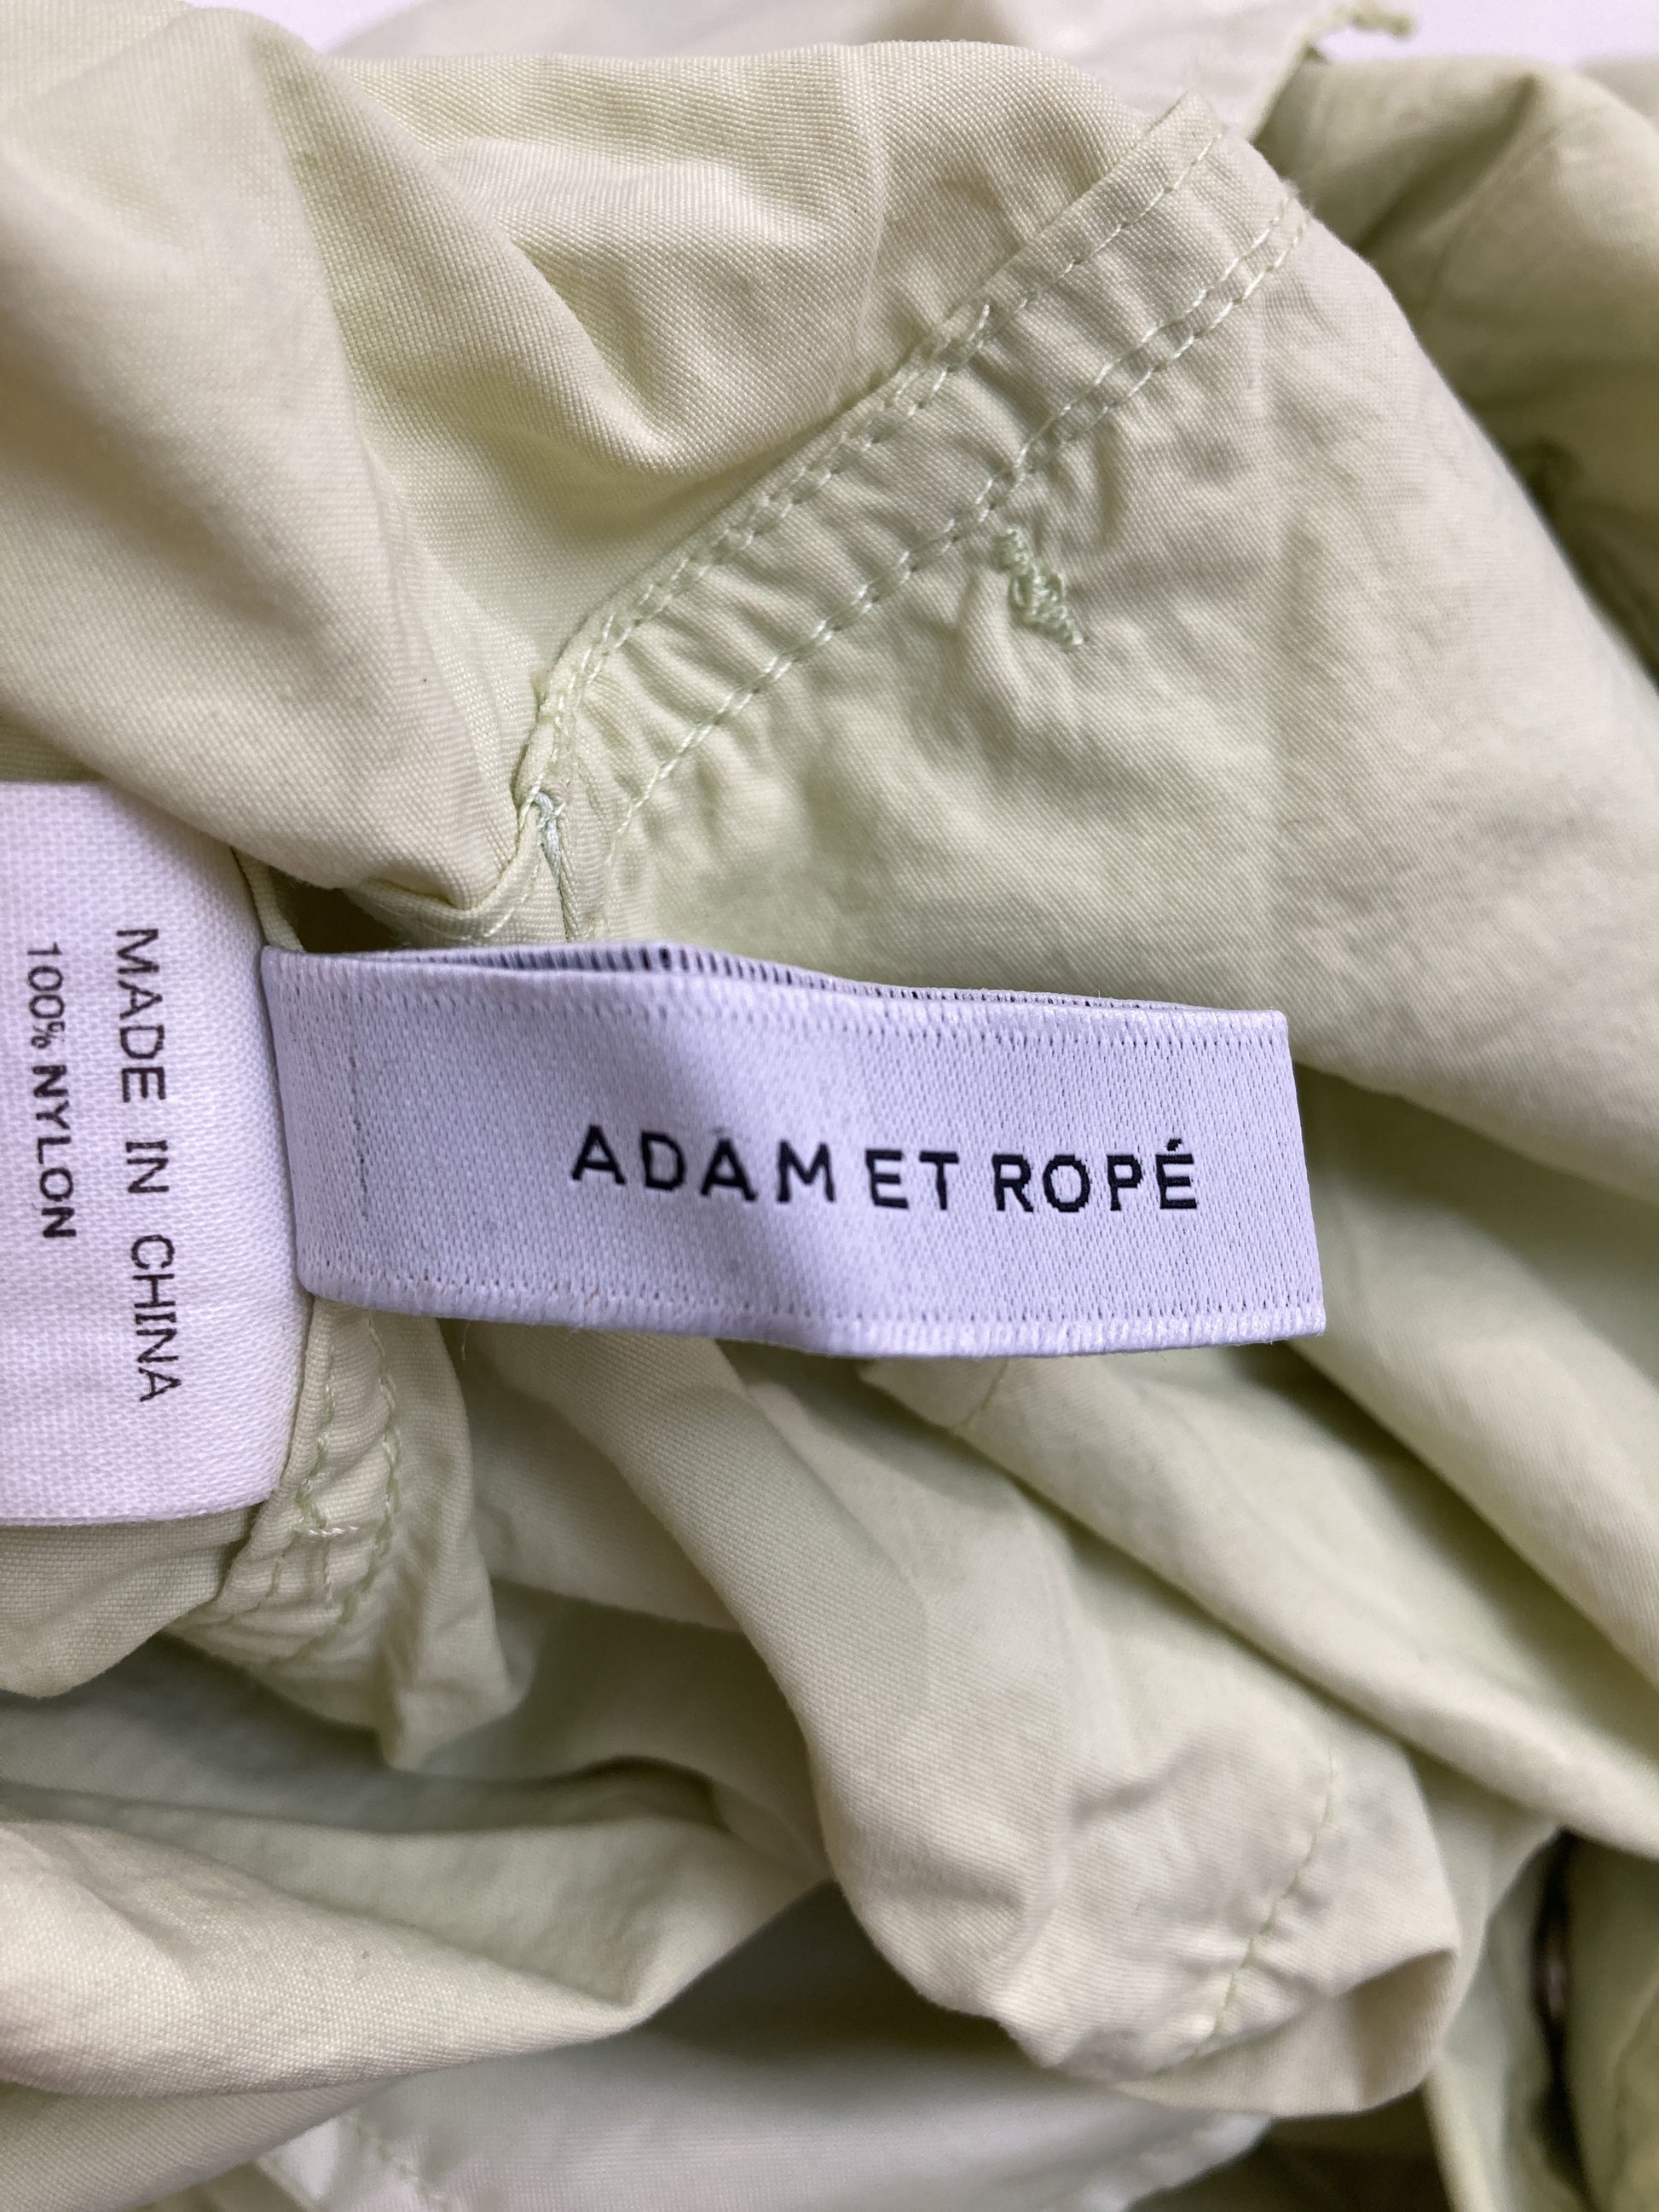 MADE IN CHINA
100% NYLON
ADAM ET ROPÉ